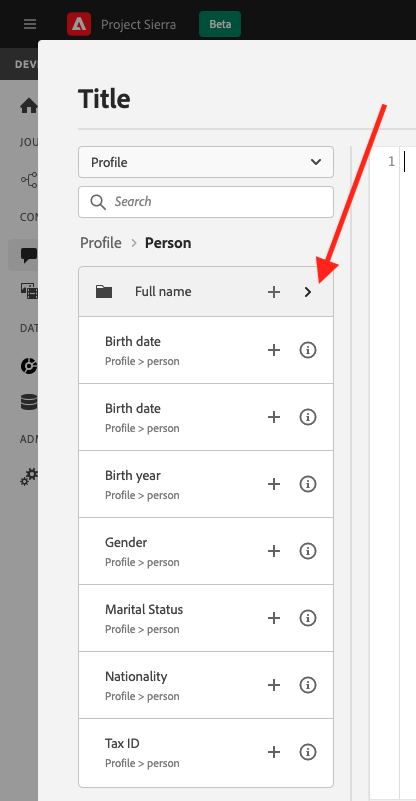 Project Sierra
Beta
DEV
Title
JOU
Profile
1
Search
CON
Profile > Person
Full name
Birth date
Profile > person
DAT
Birth date
Profile > person
ADM
Birth year
Profile > person
Gender
Profile > person
Marital Status
Profile > person
Nationality
Profile > person
Tax ID
Profile > person